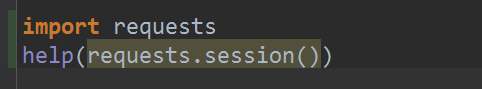 import requests
help(requests.session())